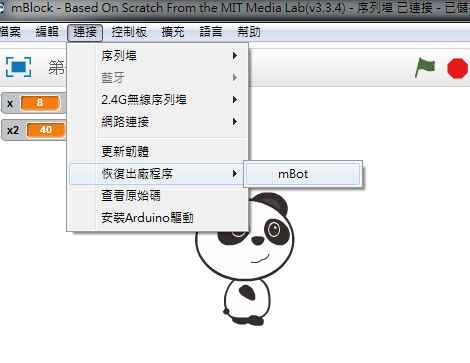 mBlock - Based On Scratch From the MIT Media Lab(v3.3.4) - 序列埠 已連接 - 已儲
檔案 編輯 連接 控制板 擴充 語言 幫助
序列埠
藍牙
2.4G無線序列埠
網路連接
更新韌體
恢復出廠程序
mBot
查看原始碼
安裝Arduino驅動
第
x 8
x2 40